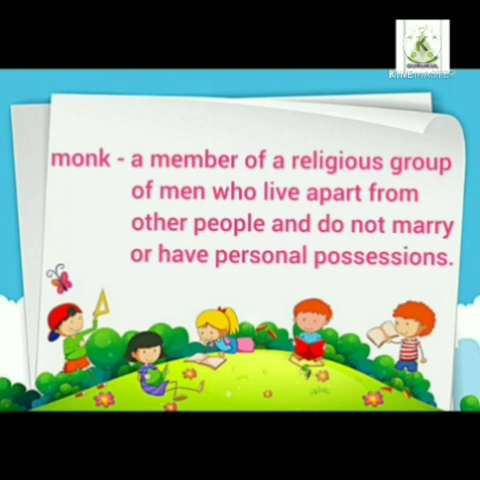 K
KINEMASTER
monk - a member of a religious group
of men who live apart from
other people and do not marry
or have personal possessions.